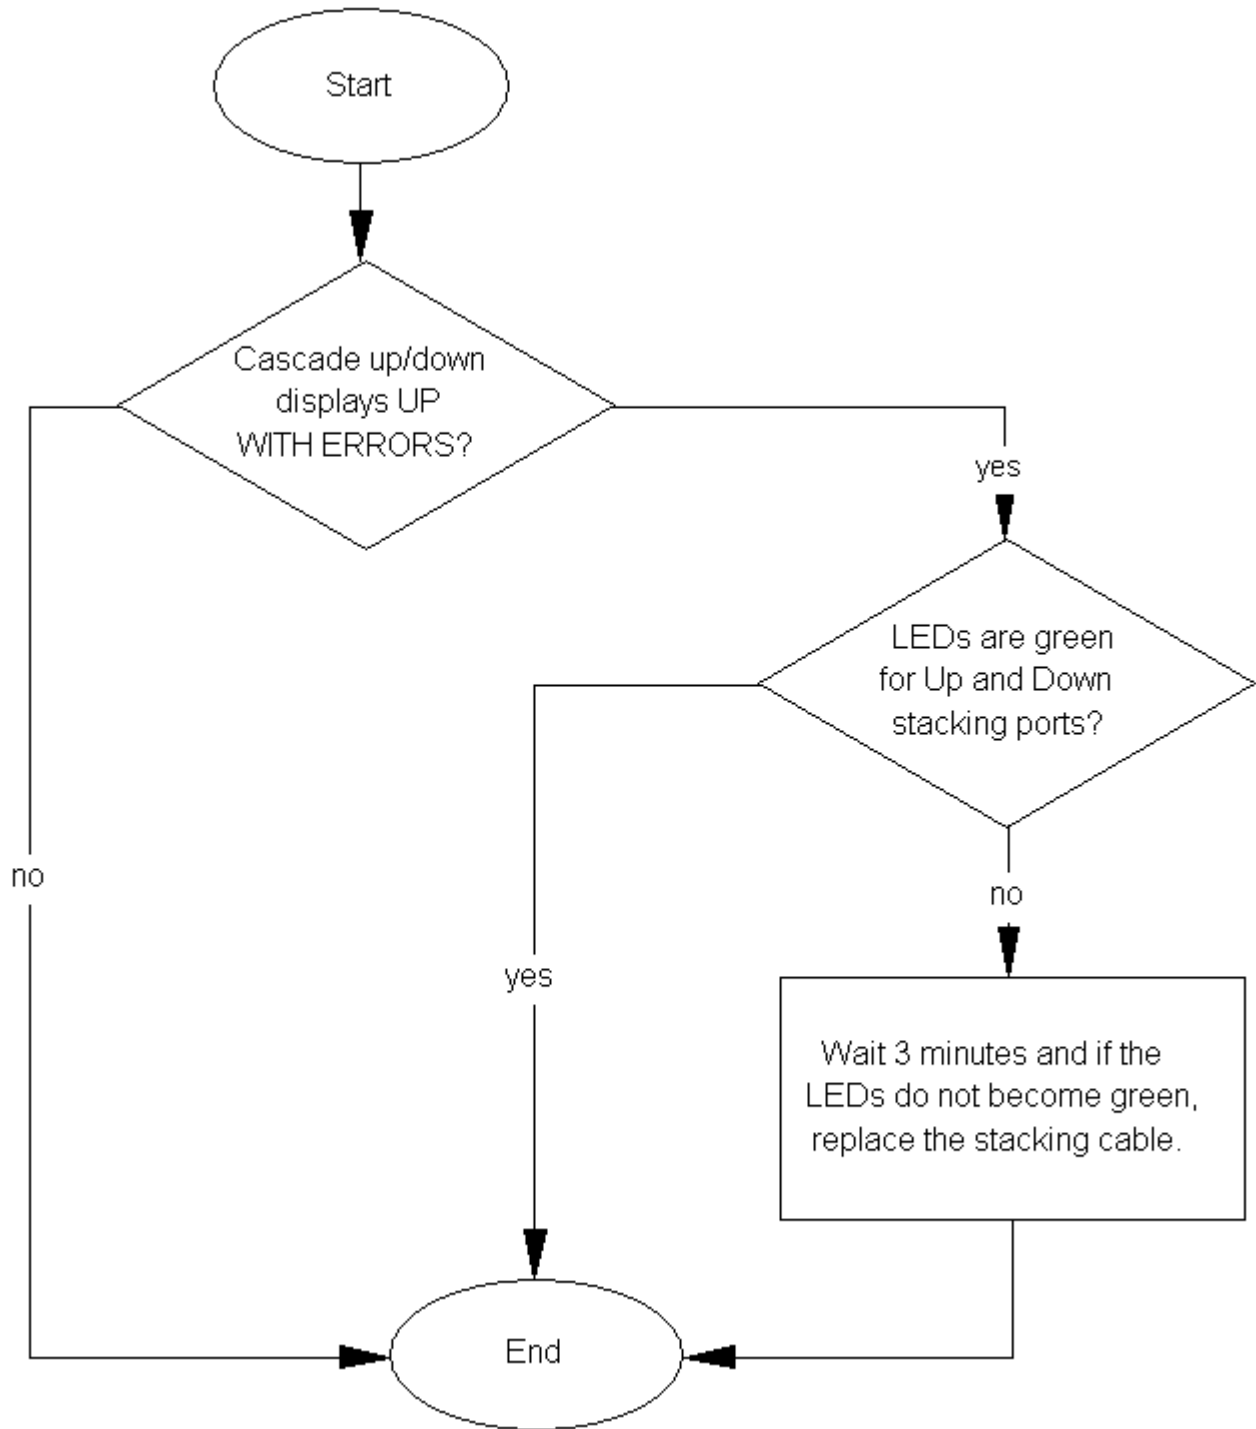 Start
Cascade up/down
displays UP
WITH ERRORS?
yes
LEDs are green
for Up and Down
stacking ports?
no
no
yes
Wait 3 minutes and if the
LEDs do not become green,
replace the stacking cable.
End